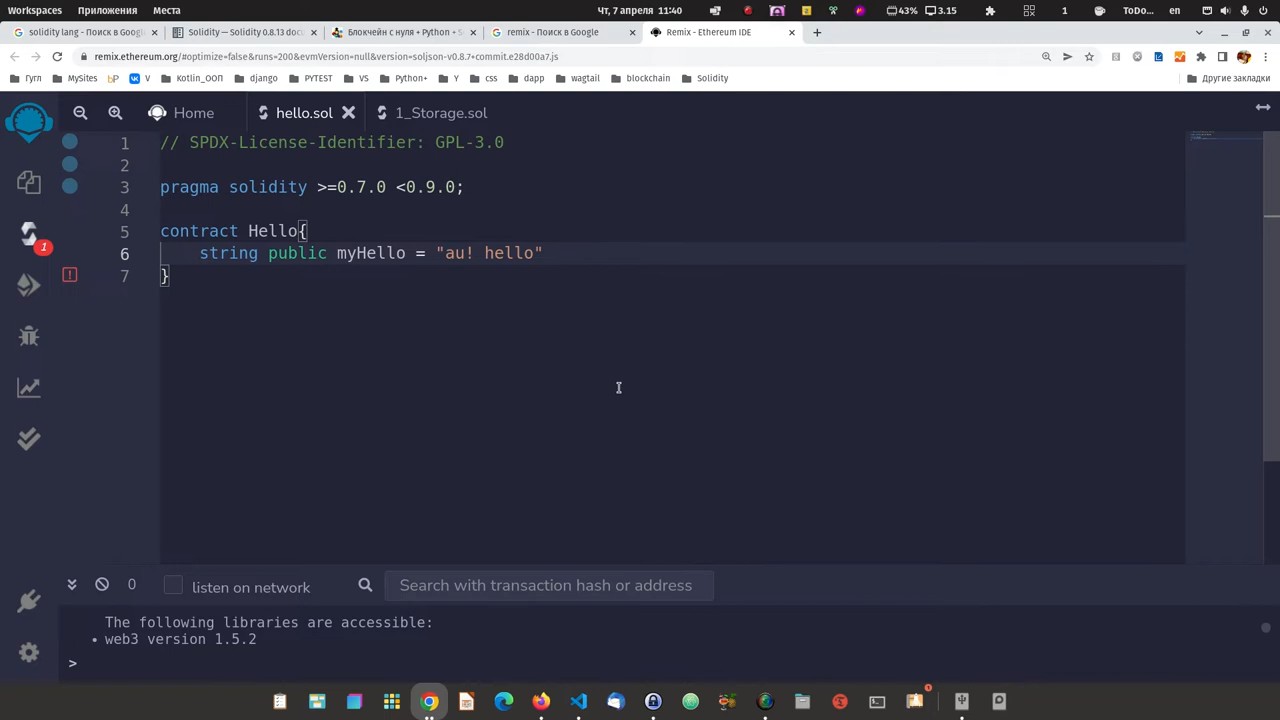 Workspaces Приложения Места Чт, 7 апреля 11:40 43% 3.15 1 ToDo... en
solidity lang - Поиск в Google Solidity — Solidity 0.8.13 docu Блокчейн с нуля + Python + S remix - Поиск в Google Remix - Ethereum IDE
remix.ethereum.org/#optimize=false&runs=200&evmVersion=null&version=soljson-v0.8.7+commit.e28d00a7.js
Гугл MySites bP V Kotlin_ООП django PYTEST VS Python+ Y css dapp wagtail blockchain Solidity Другие закладки
Home hello.sol 1_Storage.sol
1 // SPDX-License-Identifier: GPL-3.0
2
3 pragma solidity >=0.7.0 <0.9.0;
4
5 contract Hello{
6 string public myHello = "au! hello"
7 }
1
0 listen on network Search with transaction hash or address
The following libraries are accessible:
• web3 version 1.5.2
>